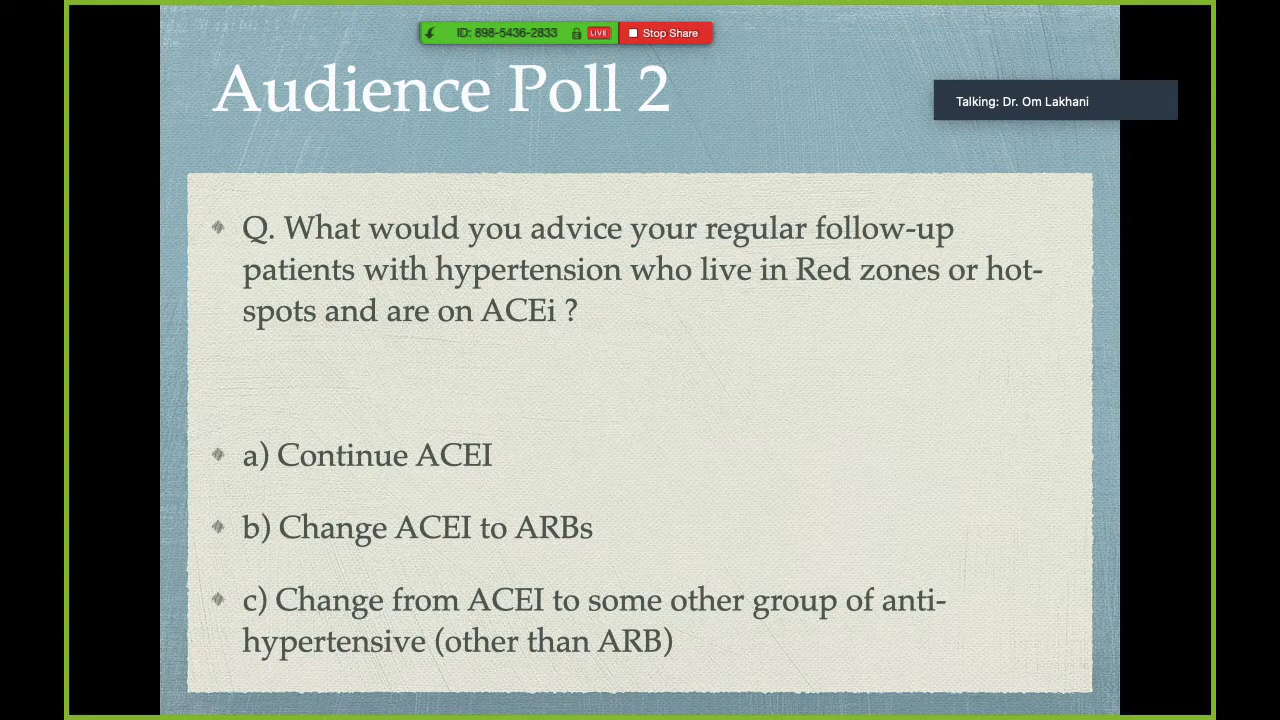 ID: 898-5436-2833
LIVE
Stop Share
Audience Poll 2
Talking: Dr. Om Lakhani
Q. What would you advice your regular follow-up
patients with hypertension who live in Red zones or hot-
spots and are on ACEi ?
a) Continue ACEI
b) Change ACEI to ARBs
c) Change from ACEI to some other group of anti-
hypertensive (other than ARB)